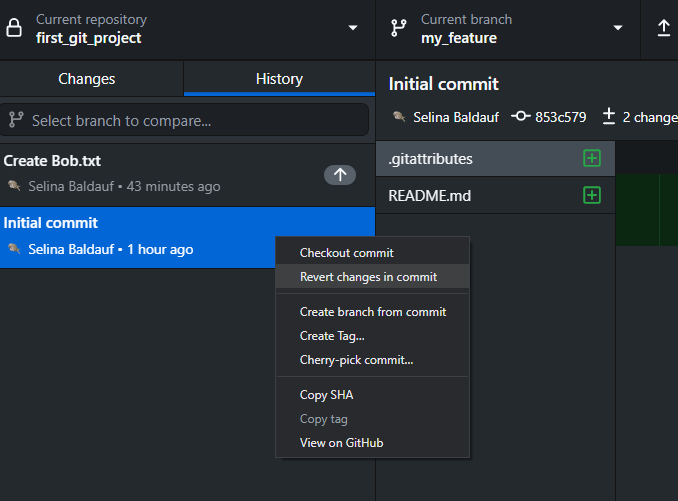 Current repository
first_git_project
Current branch
my_feature
Changes
History
Select branch to compare...
Create Bob.txt
Selina Baldauf • 43 minutes ago
Initial commit
Selina Baldauf • 1 hour ago
Initial commit
Selina Baldauf 853c579 2 change
.gitattributes
README.md
Checkout commit
Revert changes in commit
Create branch from commit
Create Tag...
Cherry-pick commit...
Copy SHA
Copy tag
View on GitHub